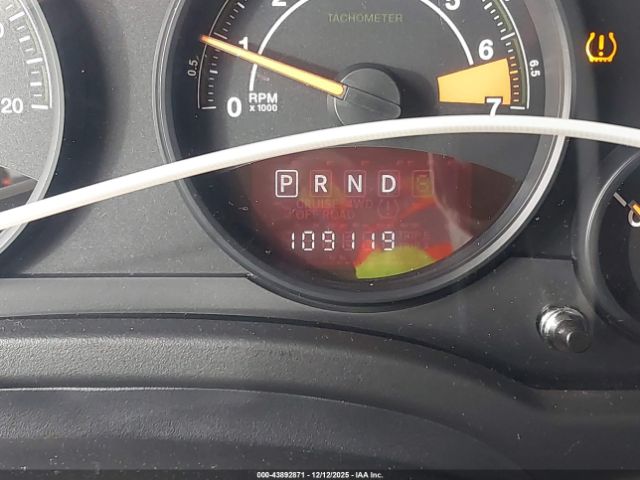 TACHOMETER
20
0 0.5 1 2 5 6 6.5 7
RPM
x 1000
P R N D
CRUISE 4WD
OFF ROAD
109119
000-43892871 - 12/12/2025 - IAA Inc.